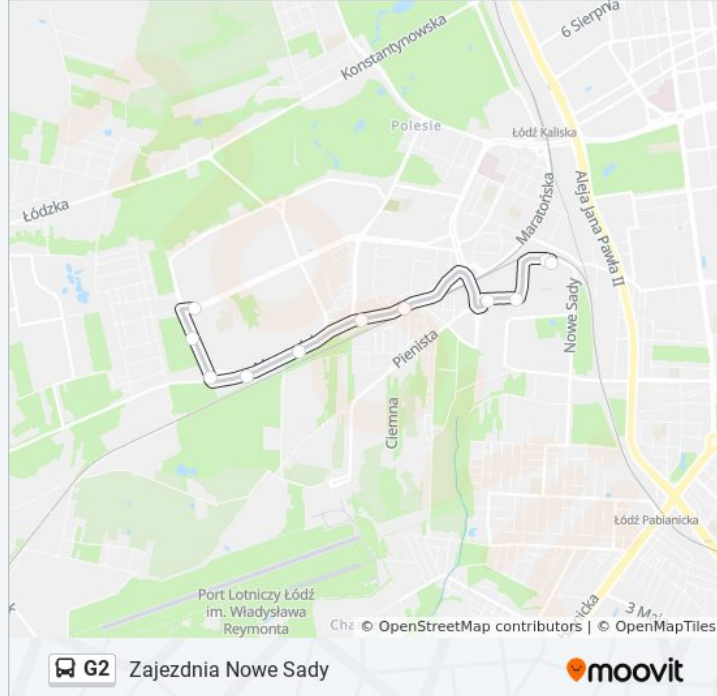 6 Sierpnia
Konstantynowska
Polesie
Łódź Kaliska
Łódzka
Maratońska
Aleja Jana Pawła II
Nowe Sady
Pienista
Ciemna
Łódź Pabianicka
Port Lotniczy Łódź
im. Władysława
Reymonta
3 Ma
© OpenStreetMap contributors | © OpenMapTiles
G2 Zajezdnia Nowe Sady
moovit